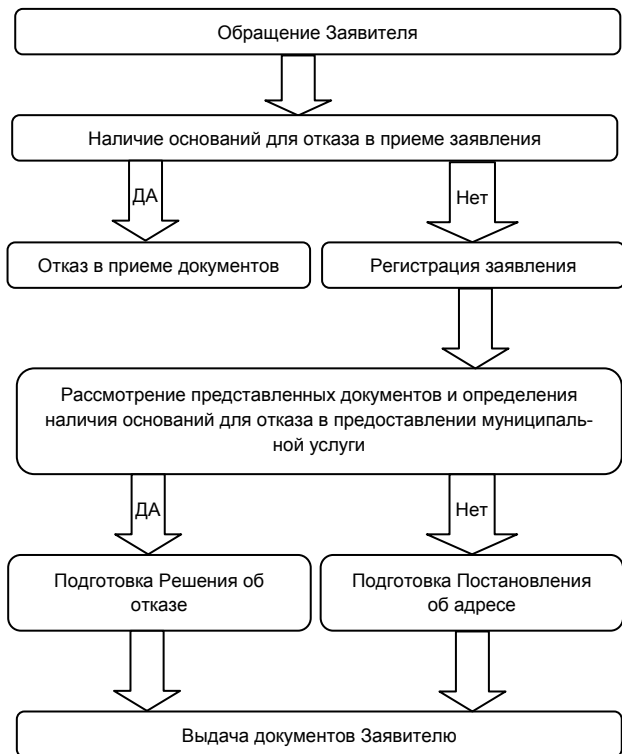 Обращение Заявителя
Наличие оснований для отказа в приеме заявления
ДА
Нет
Отказ в приеме документов
Регистрация заявления
Рассмотрение представленных документов и определения
наличия оснований для отказа в предоставлении муниципаль-
ной услуги
ДА
Нет
Подготовка Решения об
отказе
Подготовка Постановления
об адресе
Выдача документов Заявителю